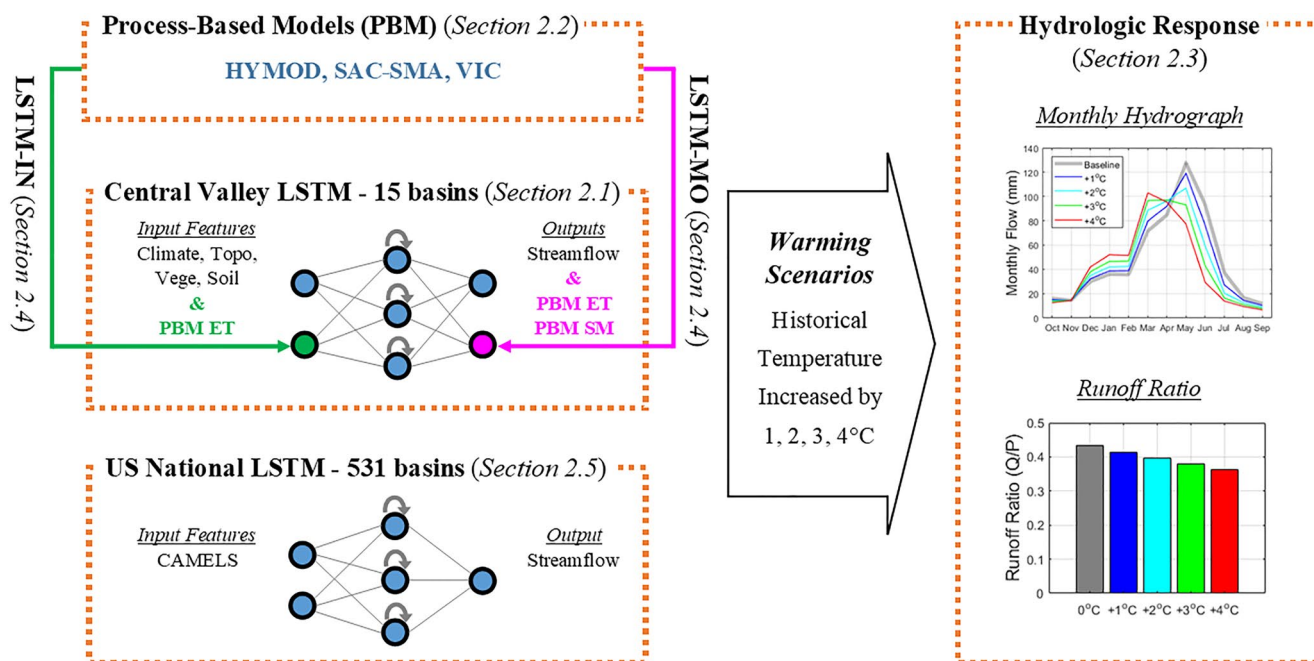 Process-Based Models (PBM) (Section 2.2)
HYMOD, SAC-SMA, VIC
LSTM-IN (Section 2.4)
LSTM-MO (Section 2.4)
Central Valley LSTM - 15 basins (Section 2.1)
Input Features
Climate, Topo,
Vege, Soil
&
PBM ET
Outputs
Streamflow
&
PBM ET
PBM SM
US National LSTM - 531 basins (Section 2.5)
Input Features
CAMELS
Output
Streamflow
Warming
Scenarios
Historical
Temperature
Increased by
1, 2, 3, 4°C
Hydrologic Response
(Section 2.3)
Monthly Hydrograph
Monthly Flow (mm)
140
120
100
80
60
40
20
0
Baseline
+1°C
+2°C
+3°C
+4°C
Oct Nov Dec Jan Feb Mar Apr May Jun Jul Aug Sep
Runoff Ratio
Runoff Ratio (Q/P)
0.5
0.4
0.3
0.2
0.1
0
0°C +1°C +2°C +3°C +4°C